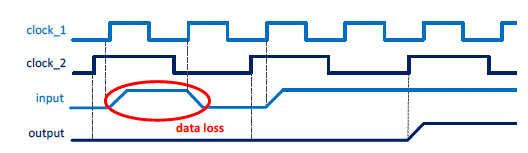 clock_1
clock_2
input
data loss
output